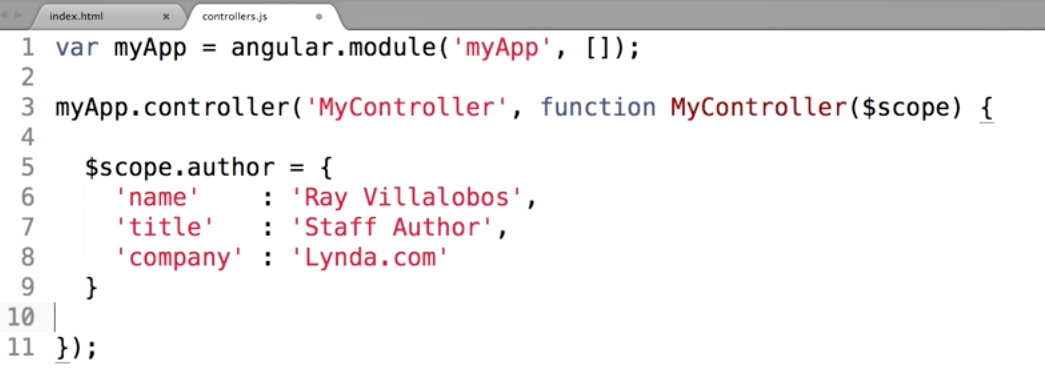 index.html × controllers.js
1 var myApp = angular.module('myApp', []);
2
3 myApp.controller('MyController', function MyController($scope) {
4
5   $scope.author = {
6     'name'    : 'Ray Villalobos',
7     'title'   : 'Staff Author',
8     'company' : 'Lynda.com'
9   }
10
11 });